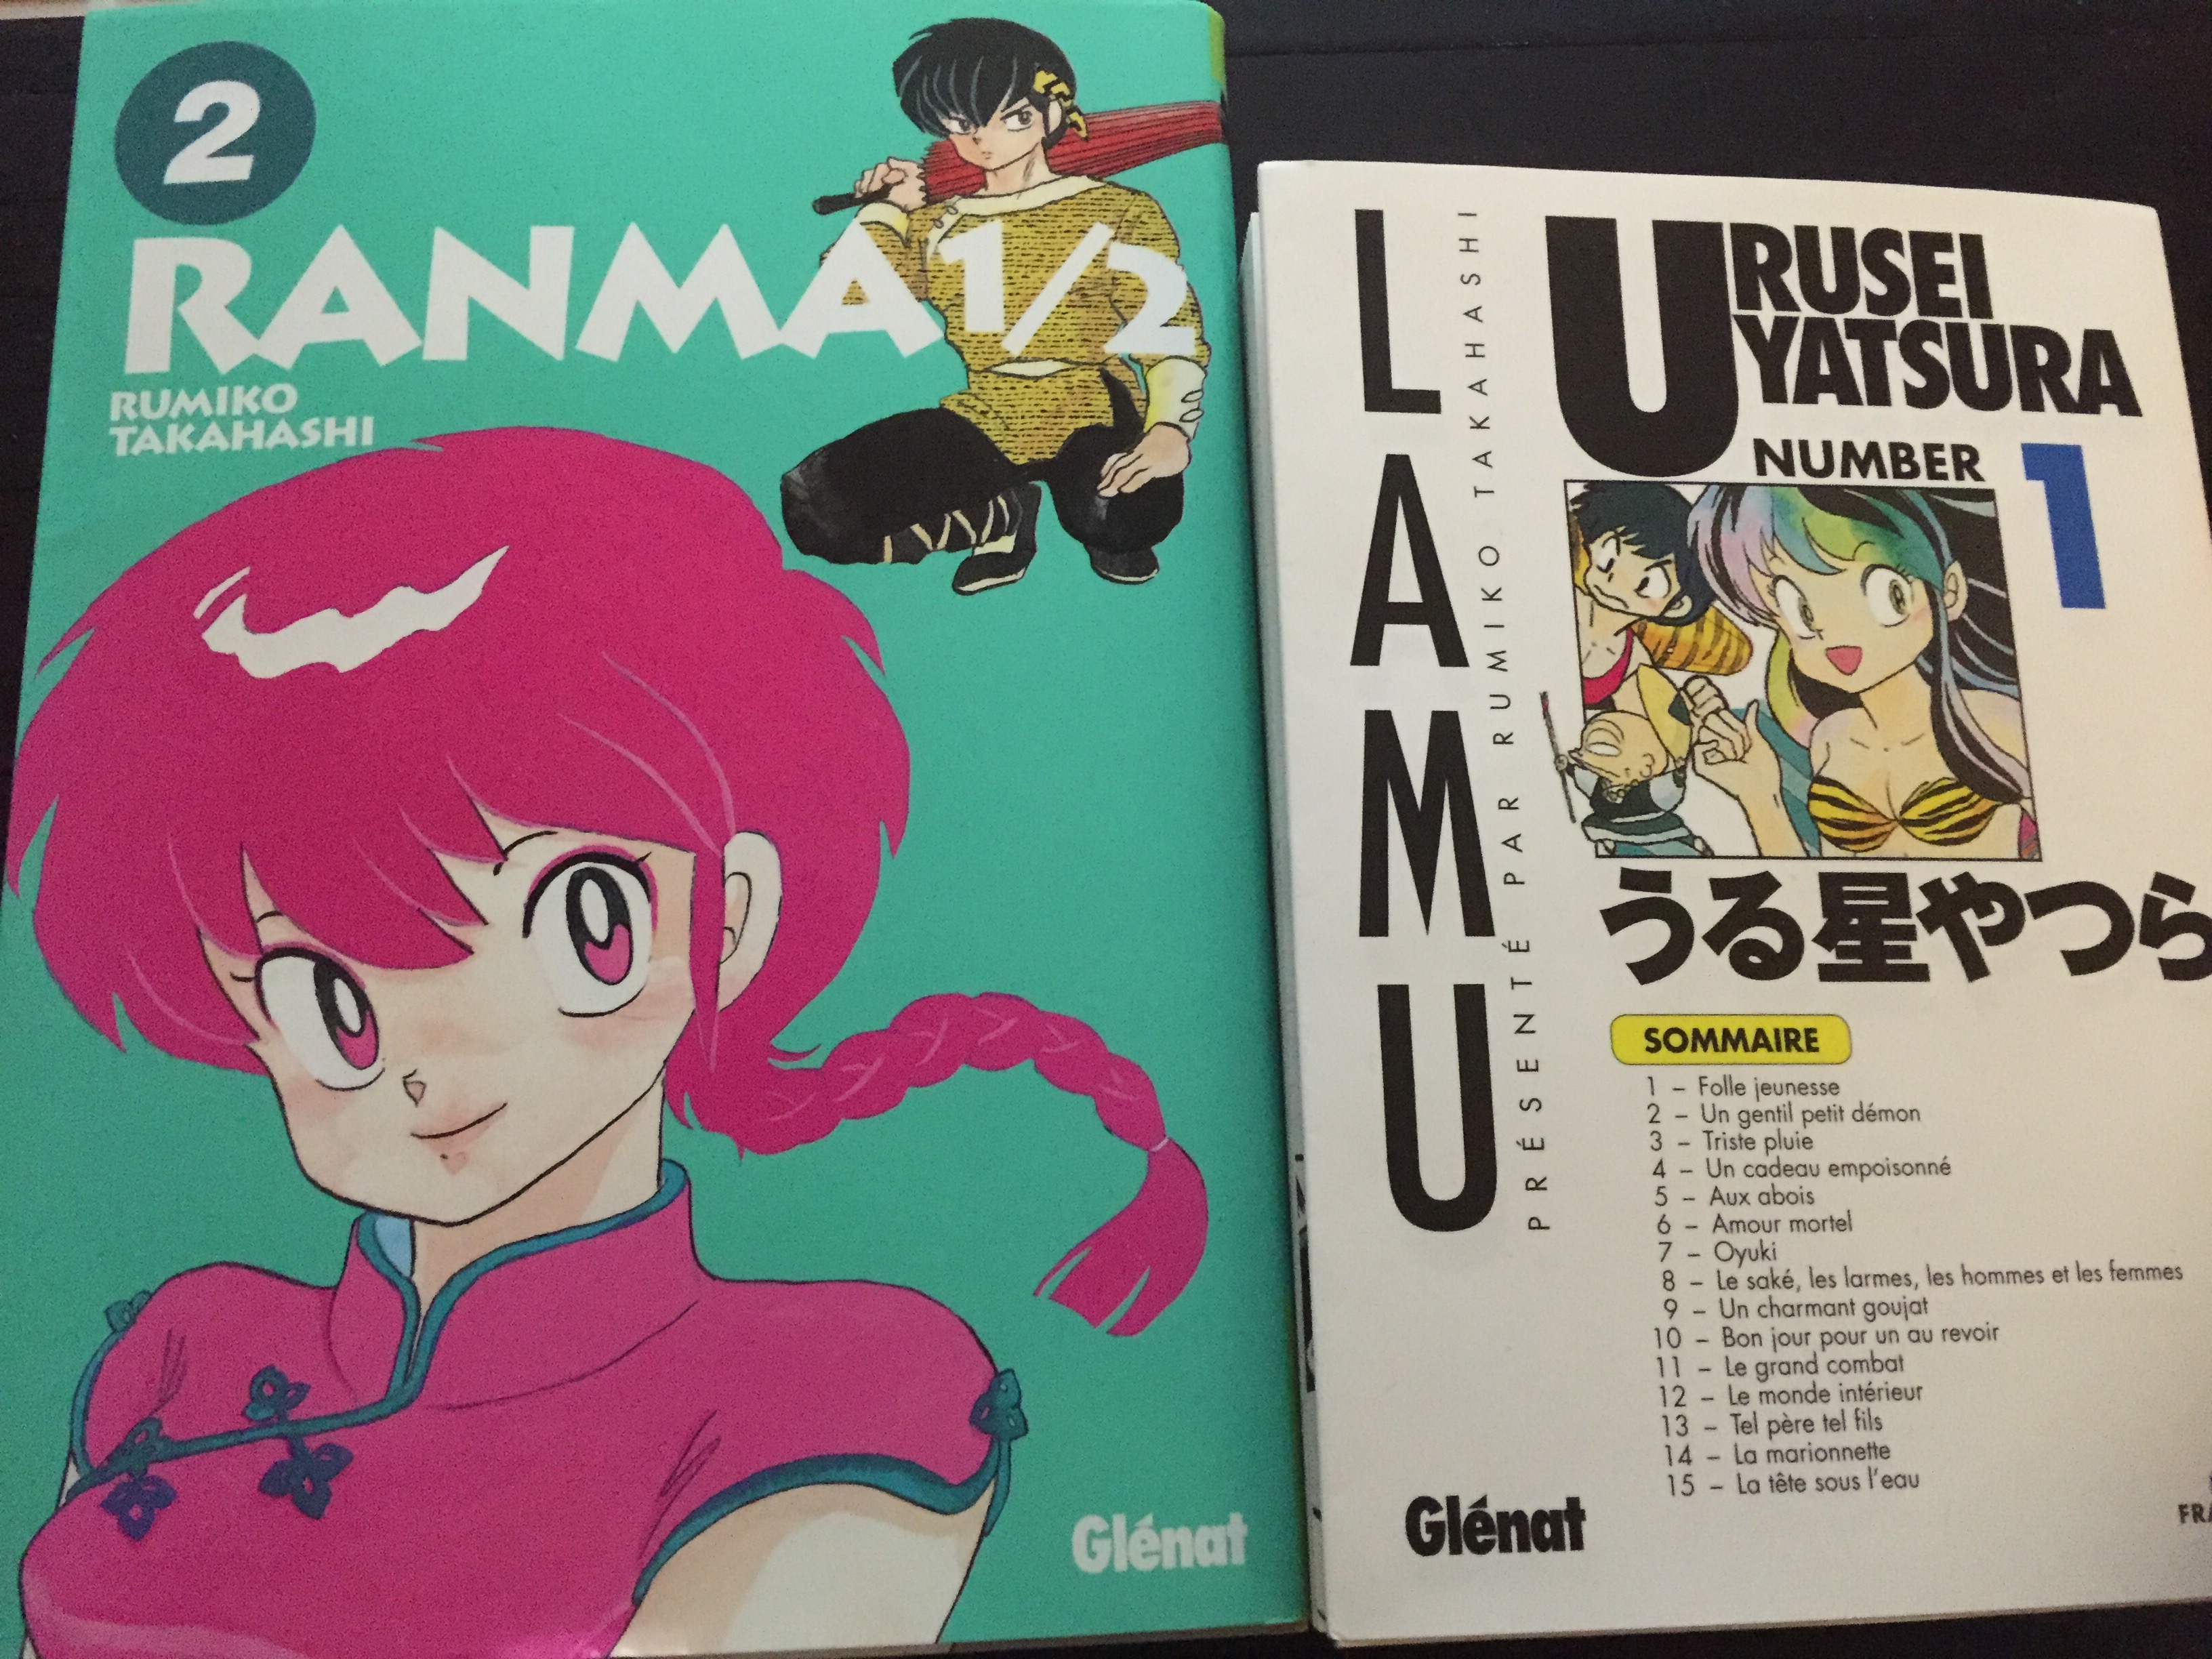 2
RANMA 1/2
RUMIKO
TAKAHASHI
Glénat
LAMU
PRÉSENTÉ PAR RUMIKO TAKAHASHI
URUSEI
YATSURA
NUMBER 1
うる星やつら
SOMMAIRE
1 – Folle jeunesse
2 – Un gentil petit démon
3 – Triste pluie
4 – Un cadeau empoisonné
5 – Aux abois
6 – Amour mortel
7 – Oyuki
8 – Le saké, les larmes, les hommes et les femmes
9 – Un charmant goujat
10 – Bon jour pour un au revoir
11 – Le grand combat
12 – Le monde intérieur
13 – Tel père tel fils
14 – La marionnette
15 – La tête sous l'eau
Glénat